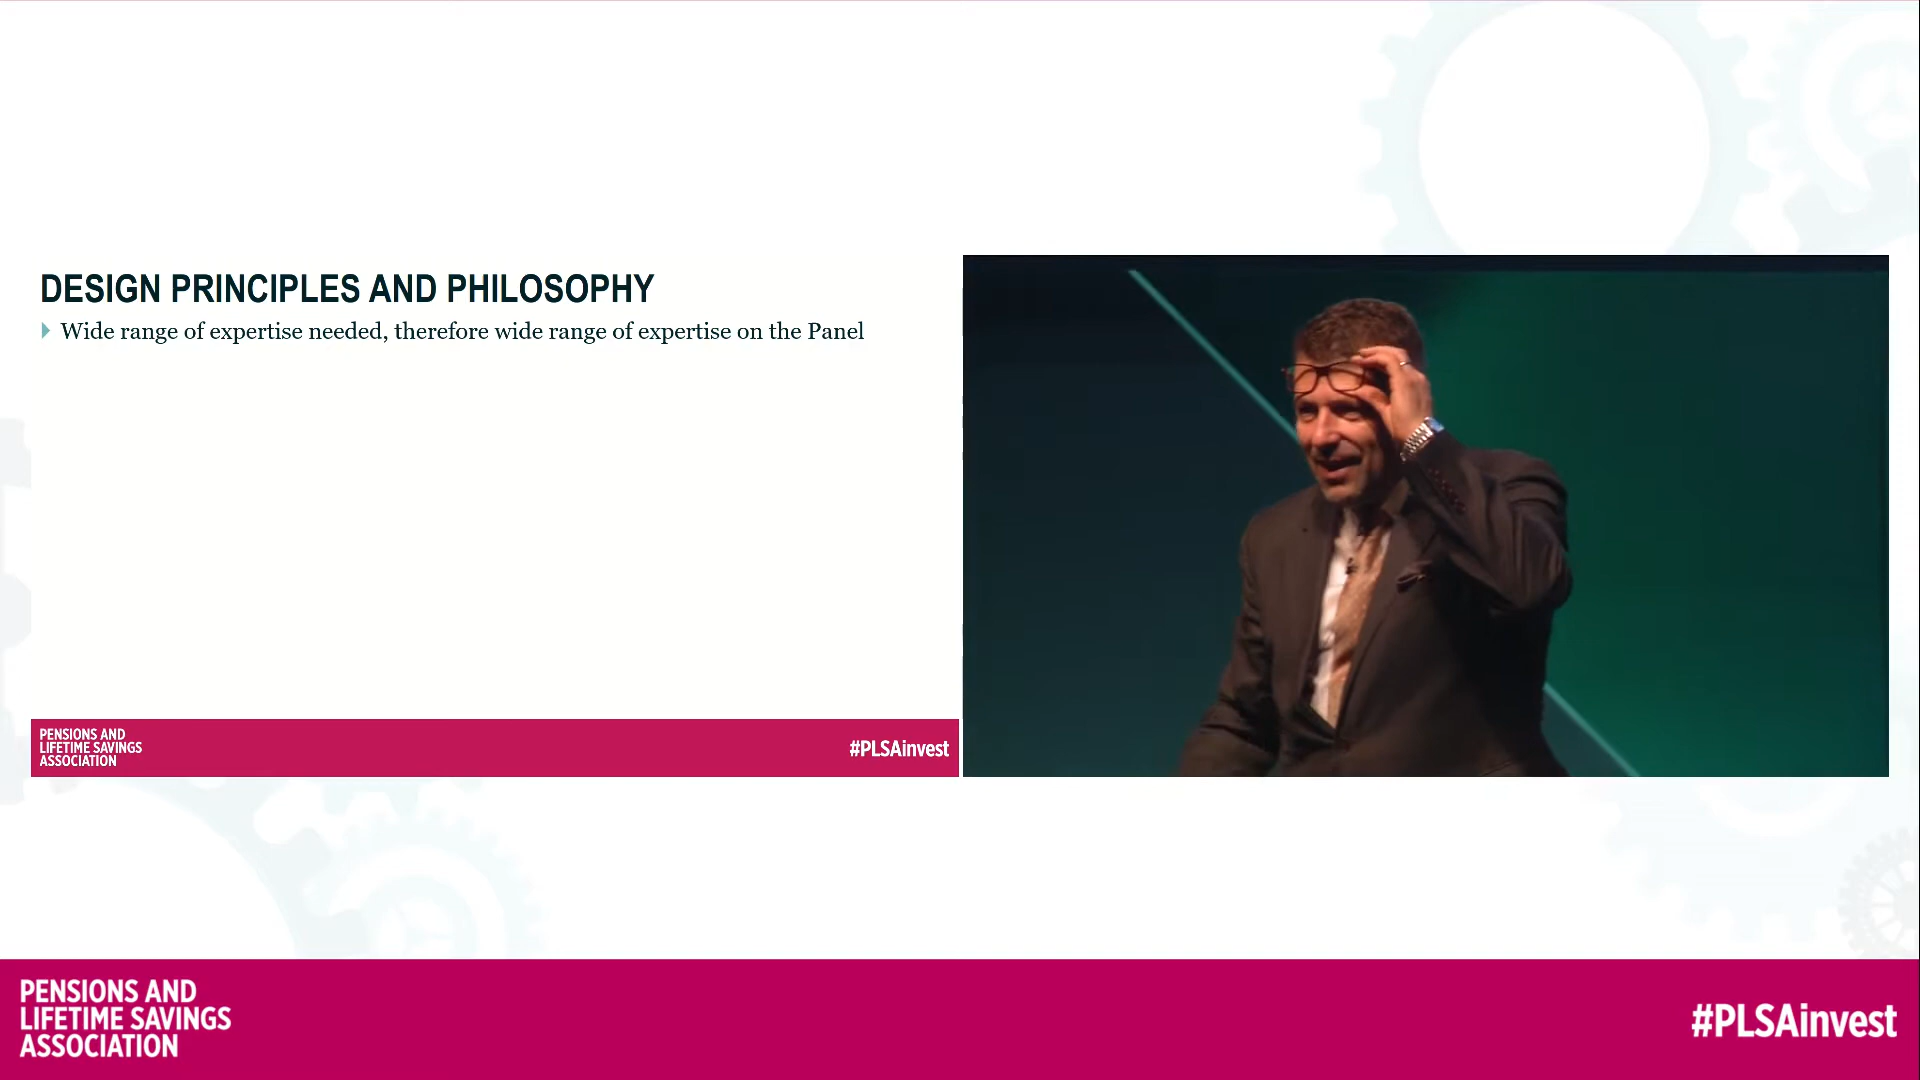 DESIGN PRINCIPLES AND PHILOSOPHY
Wide range of expertise needed, therefore wide range of expertise on the Panel
PENSIONS AND
LIFETIME SAVINGS
ASSOCIATION
#PLSAinvest
PENSIONS AND
LIFETIME SAVINGS
ASSOCIATION
#PLSAinvest